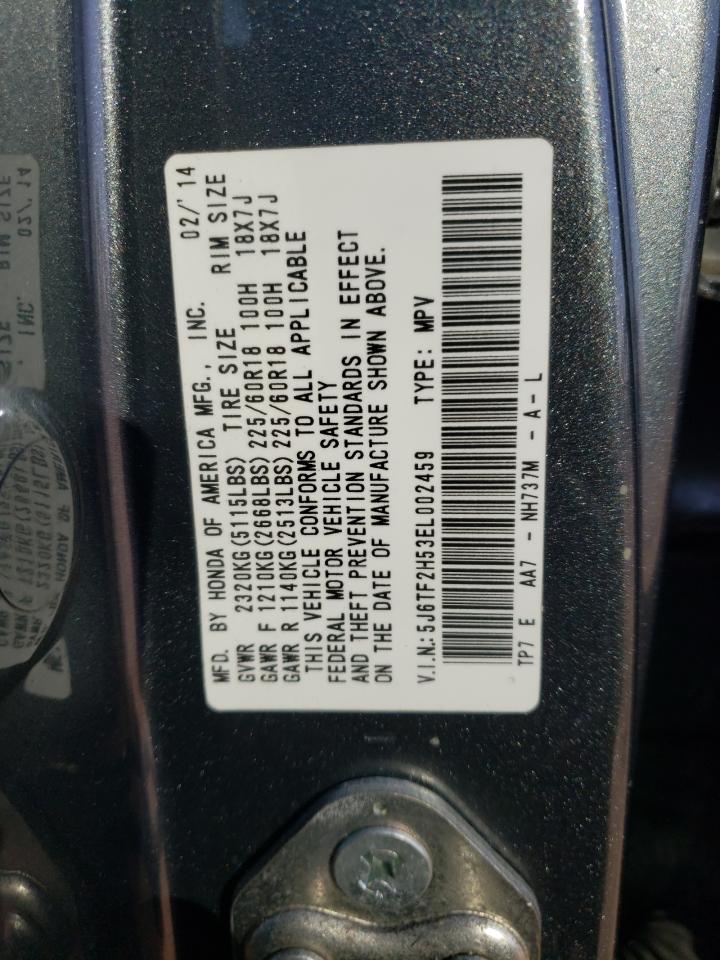 MFD. BY HONDA OF AMERICA MFG., INC. 02/'14
GVWR 2320KG(5115LBS) TIRE SIZE RIM SIZE
GAWR F 1210KG(2668LBS) 225/60R18 100H 18X7J
GAWR R 1140KG(2513LBS) 225/60R18 100H 18X7J
THIS VEHICLE CONFORMS TO ALL APPLICABLE
FEDERAL MOTOR VEHICLE SAFETY
AND THEFT PREVENTION STANDARDS IN EFFECT
ON THE DATE OF MANUFACTURE SHOWN ABOVE.
V.I.N.: 5J6TF2H53EL002459 TYPE: MPV
TP7 E AA7 - NH737M - A - L